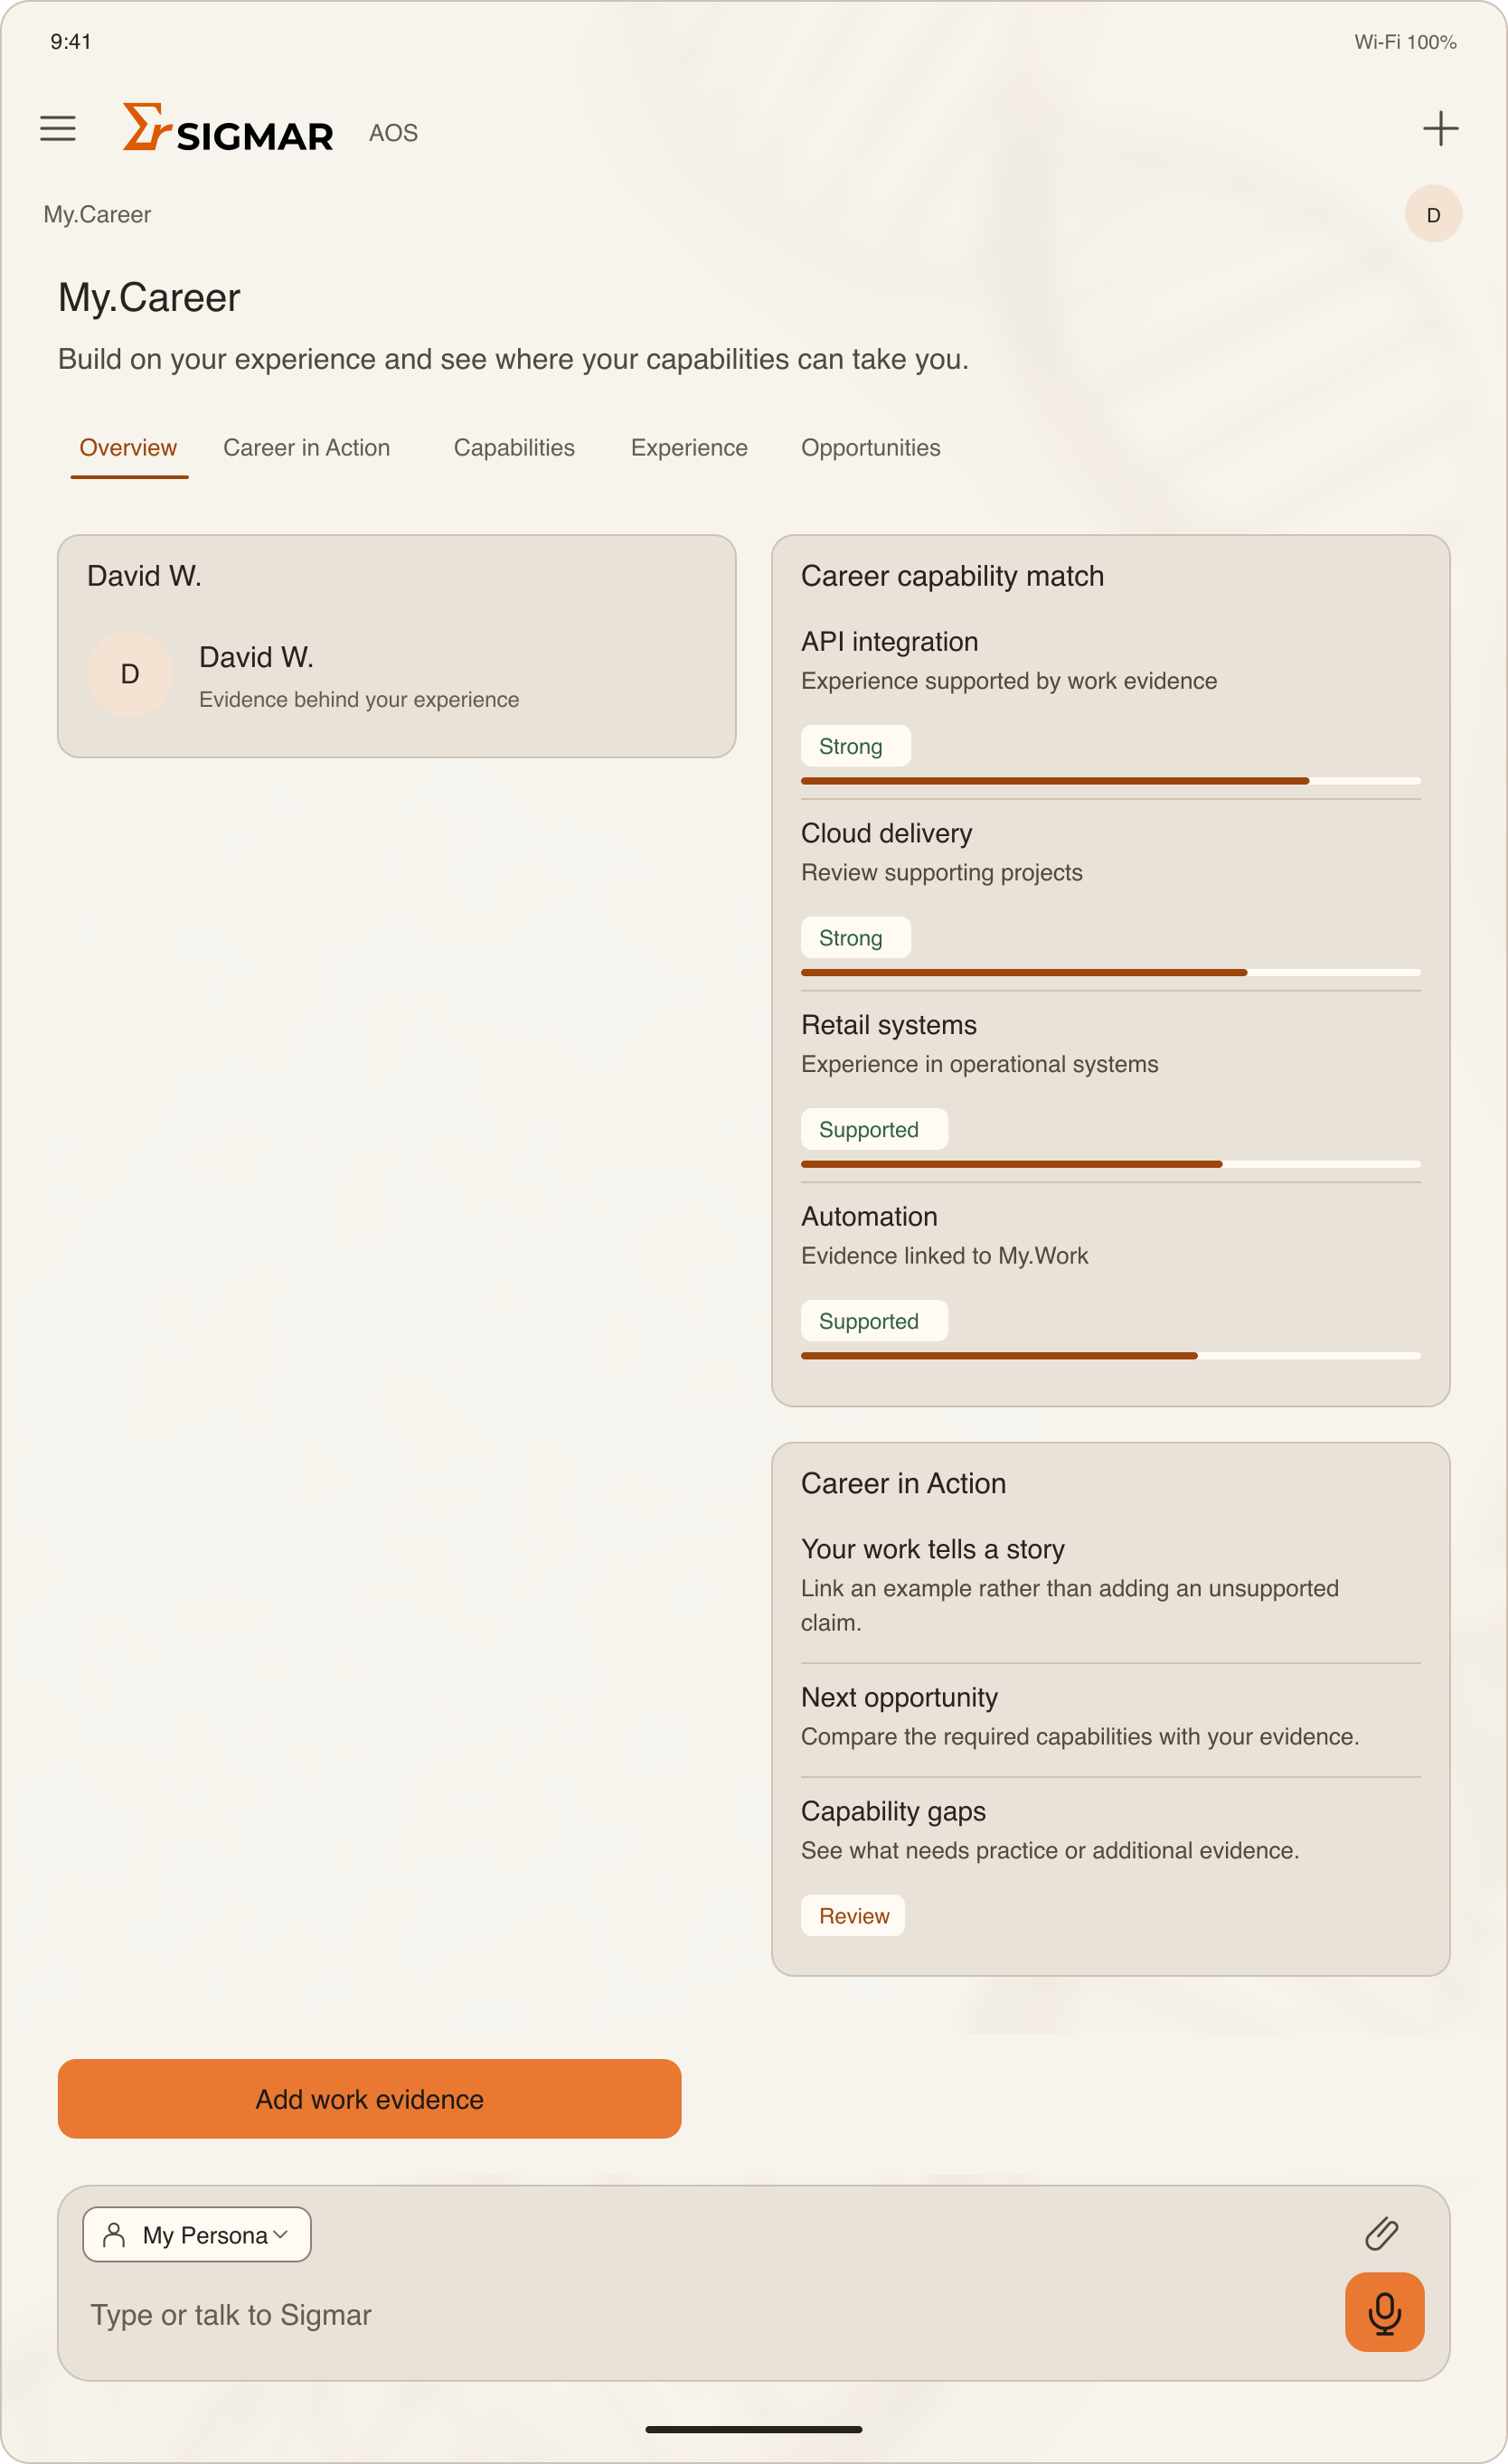 9:41
Wi-Fi 100%
Σr SIGMAR AOS
My.Career
D
My.Career
Build on your experience and see where your capabilities can take you.
Overview
Career in Action
Capabilities
Experience
Opportunities
David W.
D
David W.
Evidence behind your experience
Career capability match
API integration
Experience supported by work evidence
Strong
Cloud delivery
Review supporting projects
Strong
Retail systems
Experience in operational systems
Supported
Automation
Evidence linked to My.Work
Supported
Career in Action
Your work tells a story
Link an example rather than adding an unsupported
claim.
Next opportunity
Compare the required capabilities with your evidence.
Capability gaps
See what needs practice or additional evidence.
Review
Add work evidence
My Persona
Type or talk to Sigmar